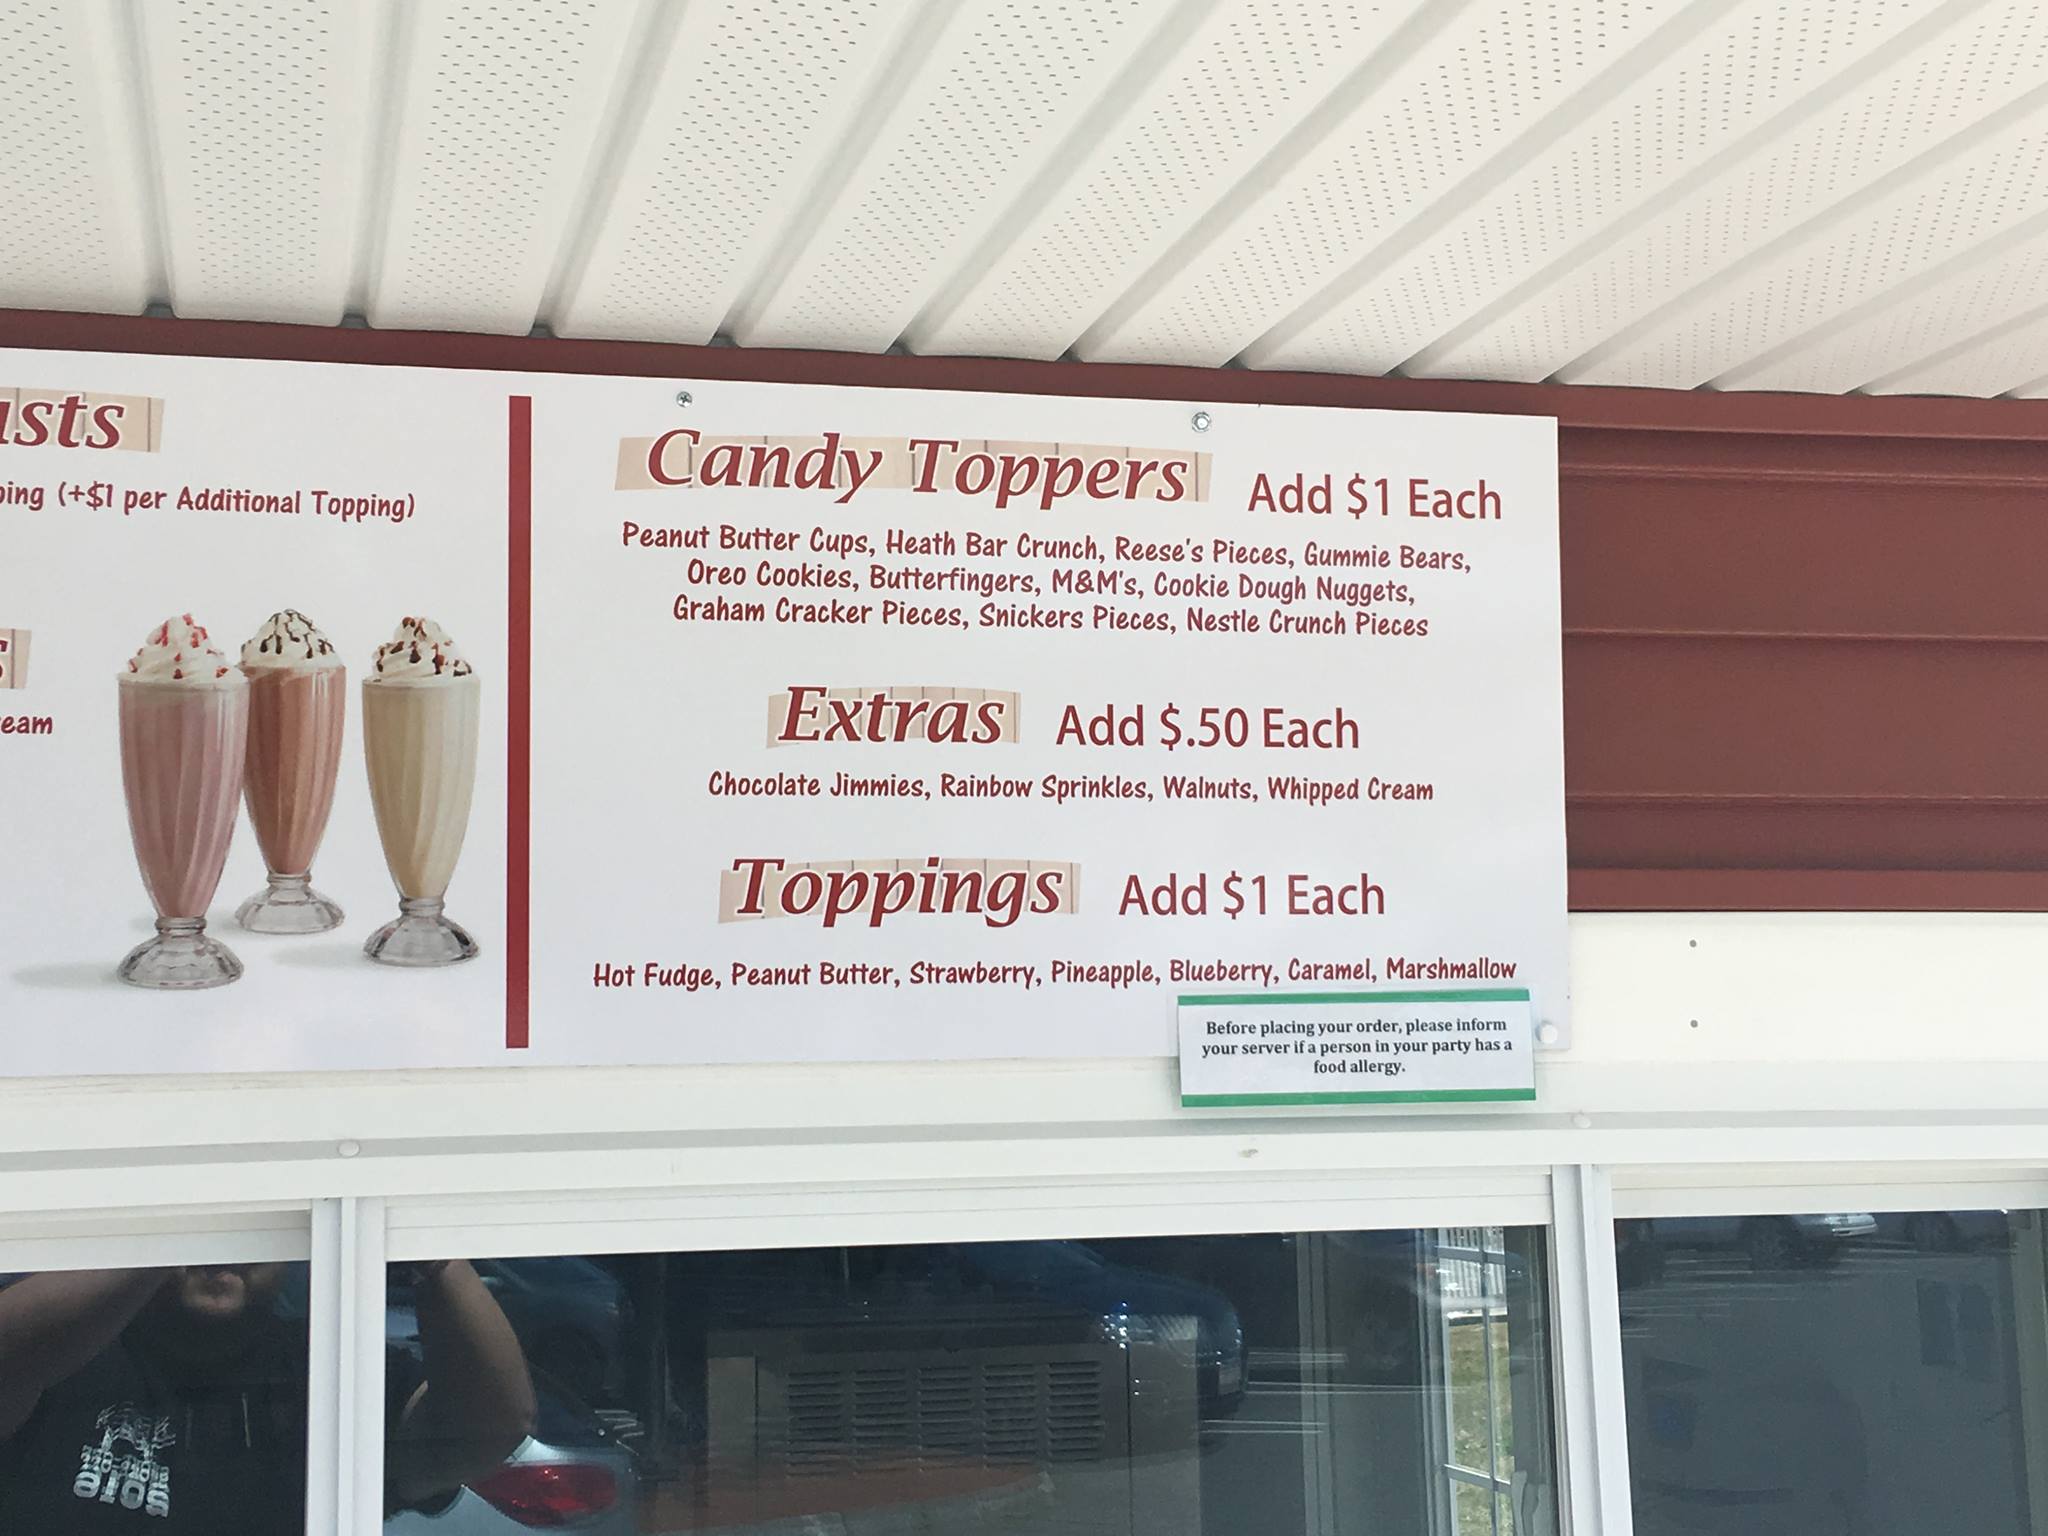 usts
ping (+$1 per Additional Topping)
s
ream
Candy Toppers Add $1 Each
Peanut Butter Cups, Heath Bar Crunch, Reese's Pieces, Gummie Bears,
Oreo Cookies, Butterfingers, M&M's, Cookie Dough Nuggets,
Graham Cracker Pieces, Snickers Pieces, Nestle Crunch Pieces
Extras Add $.50 Each
Chocolate Jimmies, Rainbow Sprinkles, Walnuts, Whipped Cream
Toppings Add $1 Each
Hot Fudge, Peanut Butter, Strawberry, Pineapple, Blueberry, Caramel, Marshmallow
Before placing your order, please inform
your server if a person in your party has a
food allergy.